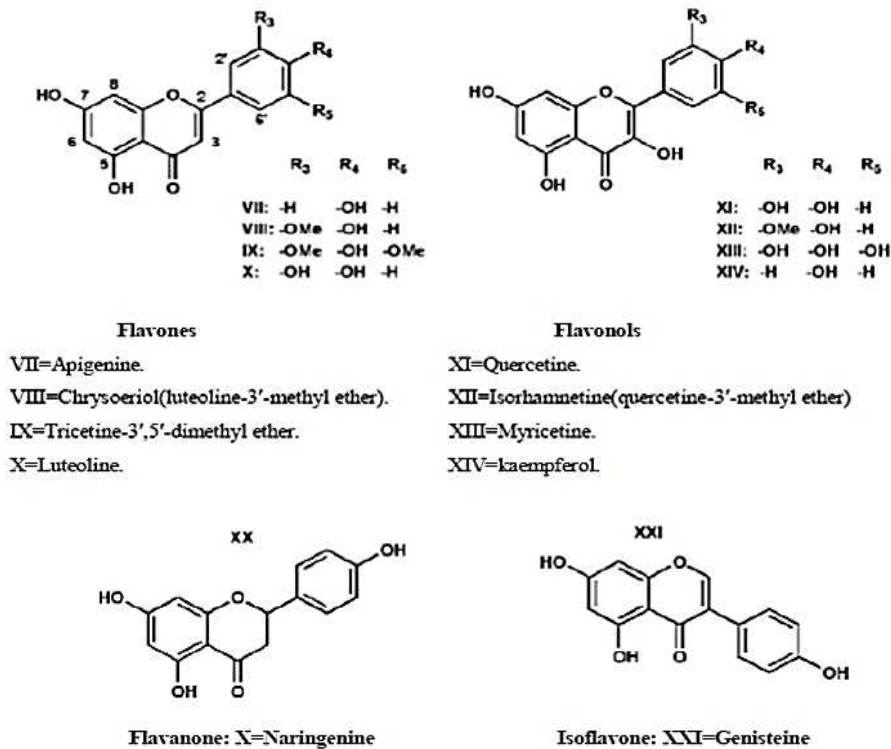 R₃
R₄
R₅
2'
6'
HO
7
8
O
2
3
6
5
OH
O
R₃ R₄ R₅
VII: -H -OH -H
VIII: -OMe -OH -H
IX: -OMe -OH -OMe
X: -OH -OH -H
R₃
R₄
R₅
HO
O
OH
OH
O
R₃ R₄ R₅
XI: -OH -OH -H
XII: -OMe -OH -H
XIII: -OH -OH -OH
XIV: -H -OH -H
Flavones
VII=Apigenine.
VIII=Chrysoeriol(luteoline-3′-methyl ether).
IX=Tricetine-3′,5′-dimethyl ether.
X=Luteoline.
Flavonols
XI=Quercetine.
XII=Isorhamnetine(quercetine-3′-methyl ether)
XIII=Myricetine.
XIV=kaempferol.
XX
OH
HO
O
OH
O
Flavanone: X=Naringenine
XXI
HO
O
OH
O
OH
Isoflavone: XXI=Genisteine